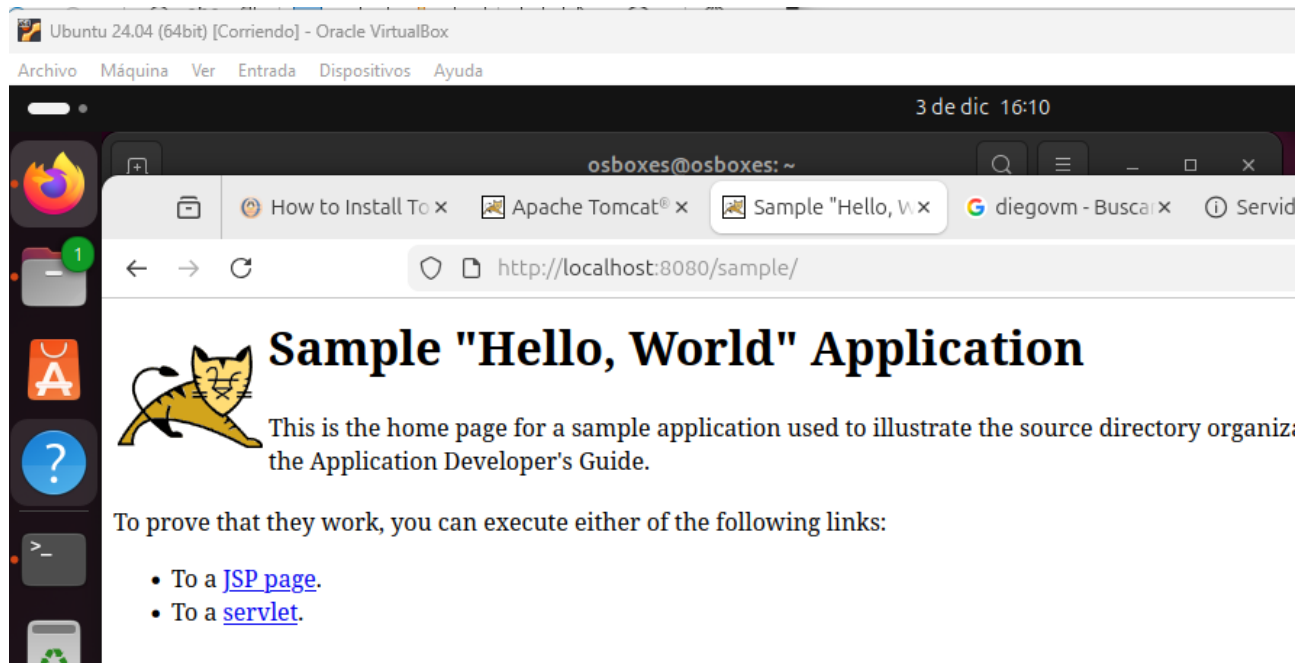 Ubuntu 24.04 (64bit) [Corriendo] - Oracle VirtualBox
Archivo Máquina Ver Entrada Dispositivos Ayuda
3 de dic 16:10
osboxes@osboxes: ~
How to Install To Apache Tomcat® Sample "Hello, W diegovm - Buscar Servid
1
http://localhost:8080/sample/
Sample "Hello, World" Application
This is the home page for a sample application used to illustrate the source directory organiza
the Application Developer's Guide.
To prove that they work, you can execute either of the following links:
• To a JSP page.
• To a servlet.